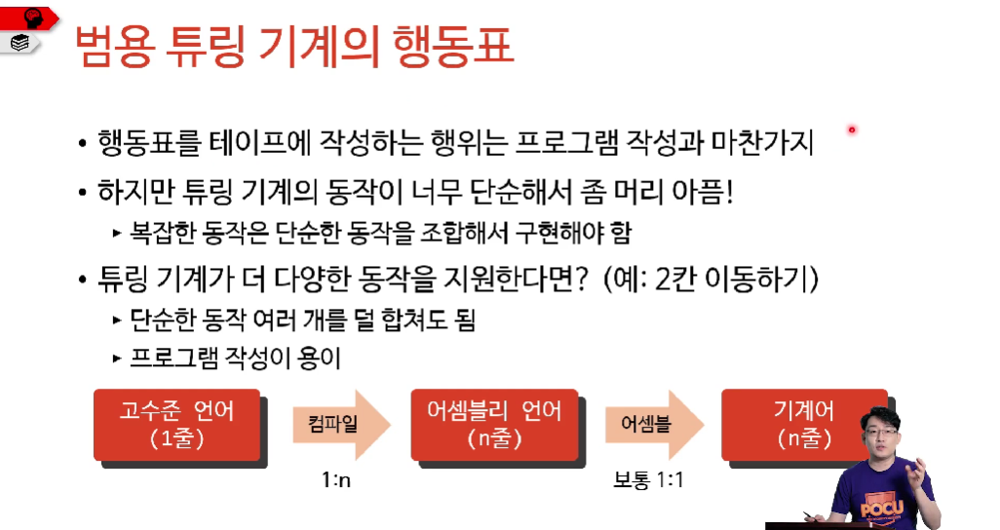 범용 튜링 기계의 행동표
• 행동표를 테이프에 작성하는 행위는 프로그램 작성과 마찬가지
• 하지만 튜링 기계의 동작이 너무 단순해서 좀 머리 아픔!
▸ 복잡한 동작은 단순한 동작을 조합해서 구현해야 함
• 튜링 기계가 더 다양한 동작을 지원한다면? (예: 2칸 이동하기)
▸ 단순한 동작 여러 개를 덜 합쳐도 됨
▸ 프로그램 작성이 용이
고수준 언어
(1줄)
컴파일
1:n
어셈블리 언어
(n줄)
어셈블
보통 1:1
기계어
(n줄)
POCU